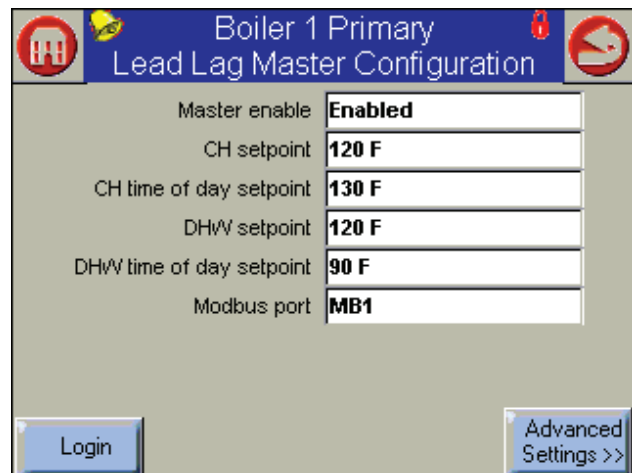 Boiler 1 Primary
Lead Lag Master Configuration
Master enable Enabled
CH setpoint 120 F
CH time of day setpoint 130 F
DHW setpoint 120 F
DHW time of day setpoint 90 F
Modbus port MB1
Login
Advanced
Settings >>